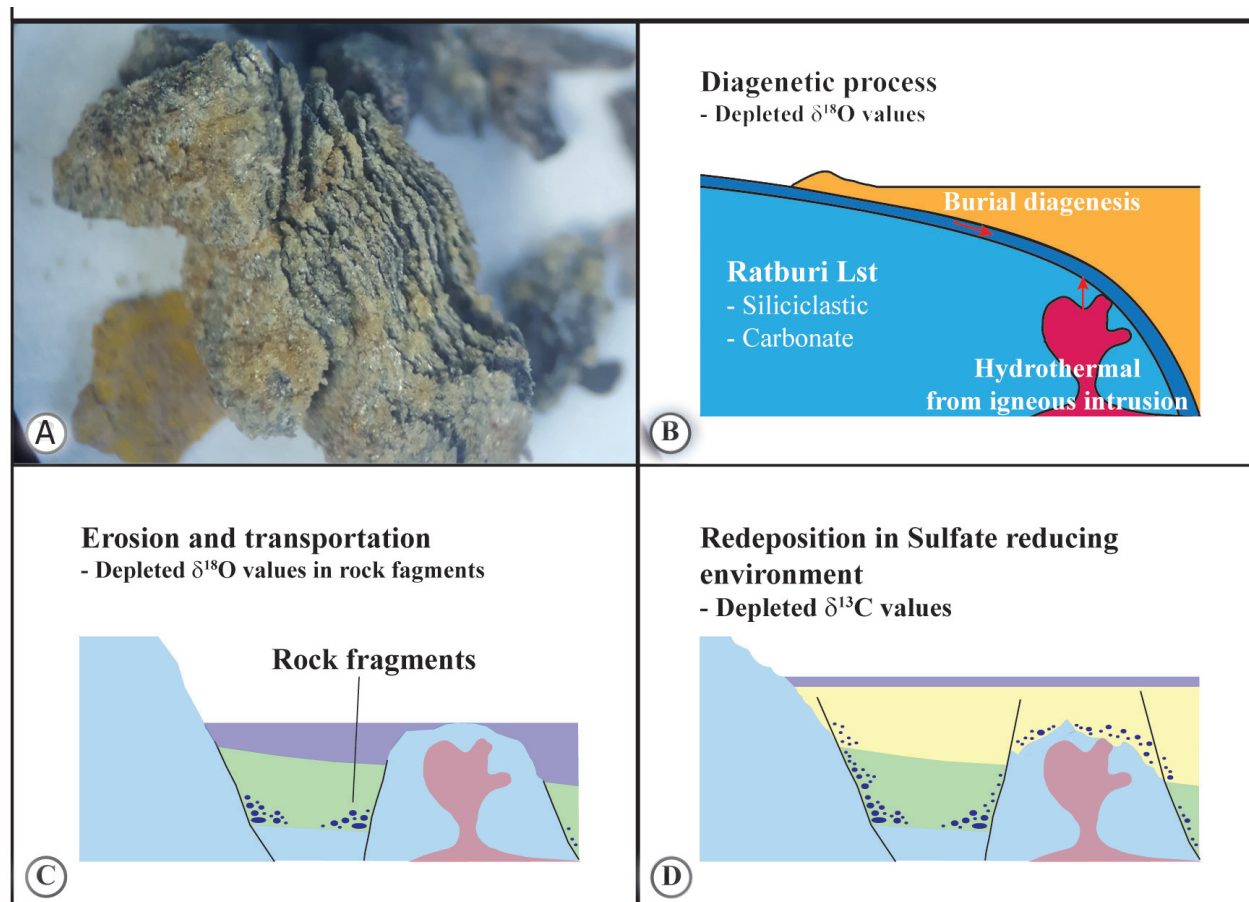 A
Diagenetic process
- Depleted δ¹⁸O values
Burial diagenesis
Ratburi Lst
- Siliciclastic
- Carbonate
Hydrothermal
from igneous intrusion
B
Erosion and transportation
- Depleted δ¹⁸O values in rock fagments
Rock fragments
C
Redeposition in Sulfate reducing
environment
- Depleted δ¹³C values
D